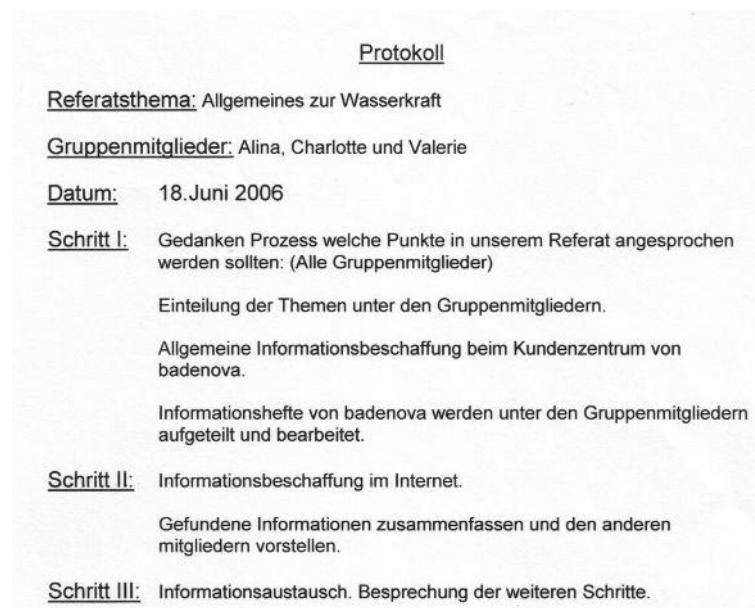 Protokoll
Referatsthema: Allgemeines zur Wasserkraft
Gruppenmitglieder: Alina, Charlotte und Valerie
Datum: 18.Juni 2006
Schritt I: Gedanken Prozess welche Punkte in unserem Referat angesprochen
werden sollten: (Alle Gruppenmitglieder)
Einteilung der Themen unter den Gruppenmitgliedern.
Allgemeine Informationsbeschaffung beim Kundenzentrum von
badenova.
Informationshefte von badenova werden unter den Gruppenmitgliedern
aufgeteilt und bearbeitet.
Schritt II: Informationsbeschaffung im Internet.
Gefundene Informationen zusammenfassen und den anderen
mitgliedern vorstellen.
Schritt III: Informationsaustausch. Besprechung der weiteren Schritte.